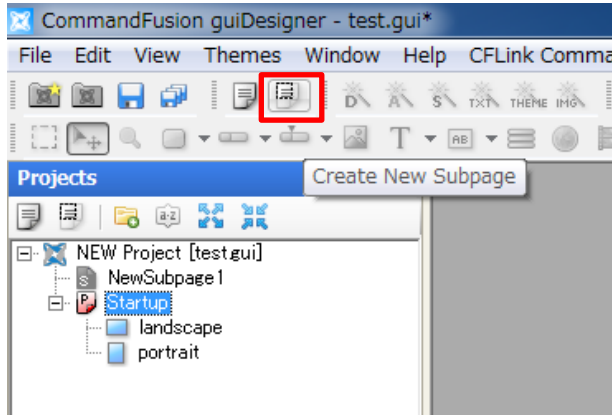 CommandFusion guiDesigner - test.gui*
File Edit View Themes Window Help CFLink Comma
D A S TXT THEME IMG
T AB
Projects
Create New Subpage
a-z
NEW Project [test.gui]
S NewSubpage1
P Startup
landscape
portrait